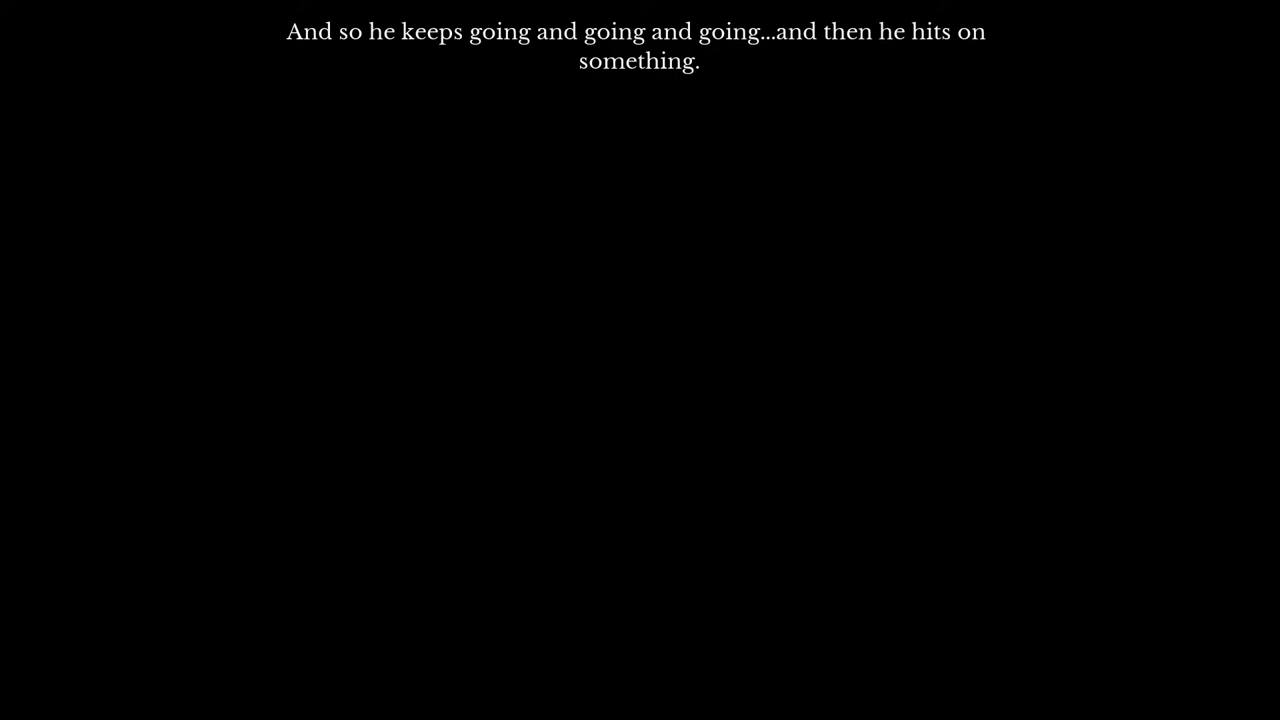 And so he keeps going and going and going...and then he hits on
something.